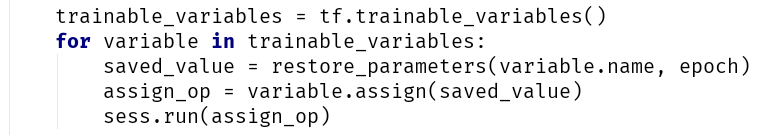 trainable_variables = tf.trainable_variables()
for variable in trainable_variables:
    saved_value = restore_parameters(variable.name, epoch)
    assign_op = variable.assign(saved_value)
    sess.run(assign_op)